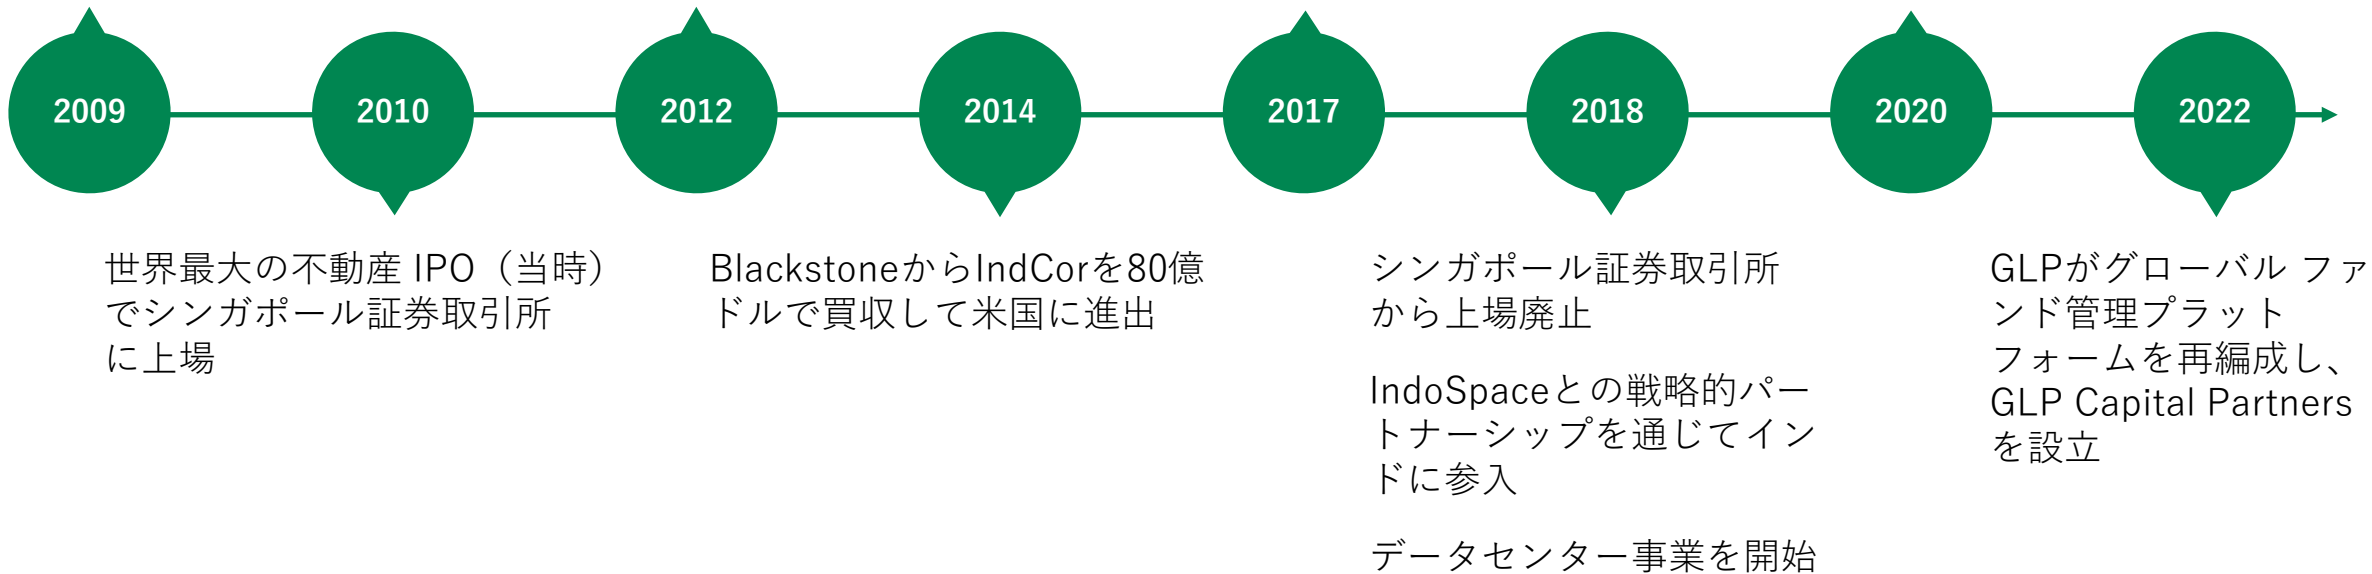 2009
2010
2012
2014
2017
2018
2020
2022
世界最大の不動産 IPO（当時）
でシンガポール証券取引所
に上場
BlackstoneからIndCorを80億
ドルで買収して米国に進出
シンガポール証券取引所
から上場廃止
IndoSpaceとの戦略的パー
トナーシップを通じてイン
ドに参入
データセンター事業を開始
GLPがグローバル ファ
ンド管理プラット
フォームを再編成し、
GLP Capital Partners
を設立